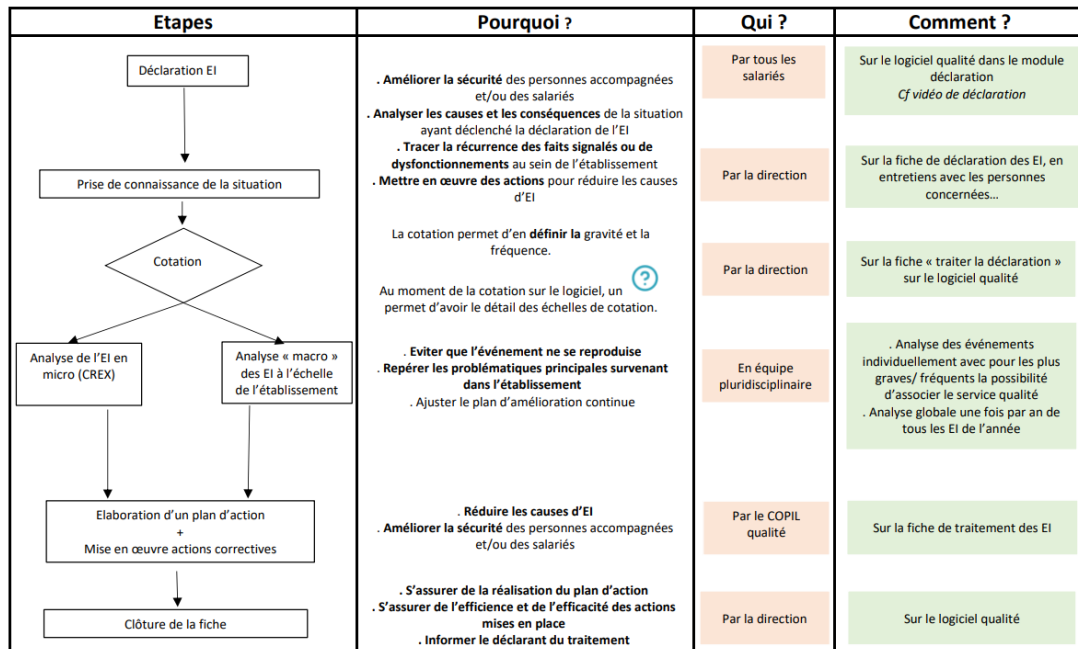 Etapes
Pourquoi ?
Qui ?
Comment ?
Déclaration EI
. Améliorer la sécurité des personnes accompagnées
et/ou des salariés
. Analyser les causes et les conséquences de la situation
ayant déclenché la déclaration de l'EI
. Tracer la récurrence des faits signalés ou de
dysfonctionnements au sein de l'établissement
. Mettre en œuvre des actions pour réduire les causes
d'EI
Par tous les
salariés
Sur le logiciel qualité dans le module
déclaration
Cf vidéo de déclaration
Prise de connaissance de la situation
Par la direction
Sur la fiche de déclaration des EI, en
entretiens avec les personnes
concernées…
Cotation
La cotation permet d'en définir la gravité et la
fréquence.
?
Au moment de la cotation sur le logiciel, un
permet d'avoir le détail des échelles de cotation.
Par la direction
Sur la fiche « traiter la déclaration »
sur le logiciel qualité
Analyse de l'EI en
micro (CREX)
Analyse « macro »
des EI à l'échelle
de l'établissement
. Eviter que l'événement ne se reproduise
. Repérer les problématiques principales survenant
dans l'établissement
. Ajuster le plan d'amélioration continue
En équipe
pluridisciplinaire
. Analyse des événements
individuellement avec pour les plus
graves/ fréquents la possibilité
d'associer le service qualité
. Analyse globale une fois par an de
tous les EI de l'année
Elaboration d'un plan d'action
+
Mise en œuvre actions correctives
. Réduire les causes d'EI
. Améliorer la sécurité des personnes accompagnées
et/ou des salariés
Par le COPIL
qualité
Sur la fiche de traitement des EI
Clôture de la fiche
. S'assurer de la réalisation du plan d'action
. S'assurer de l'efficience et de l'efficacité des actions
mises en place
. Informer le déclarant du traitement
Par la direction
Sur le logiciel qualité